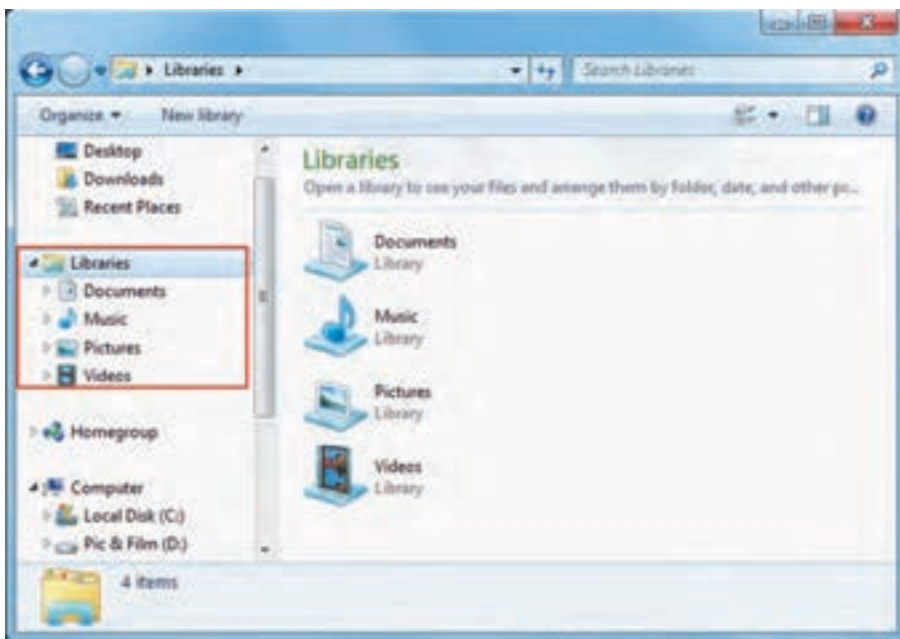 Libraries
Search Libraries
Organize
New library
Desktop
Downloads
Recent Places
Libraries
Documents
Music
Pictures
Videos
Homegroup
Computer
Local Disk (C:)
Pic & Film (D:)
Libraries
Open a library to see your files and arrange them by folder, date, and other pr...
Documents
Library
Music
Library
Pictures
Library
Videos
Library
4 items